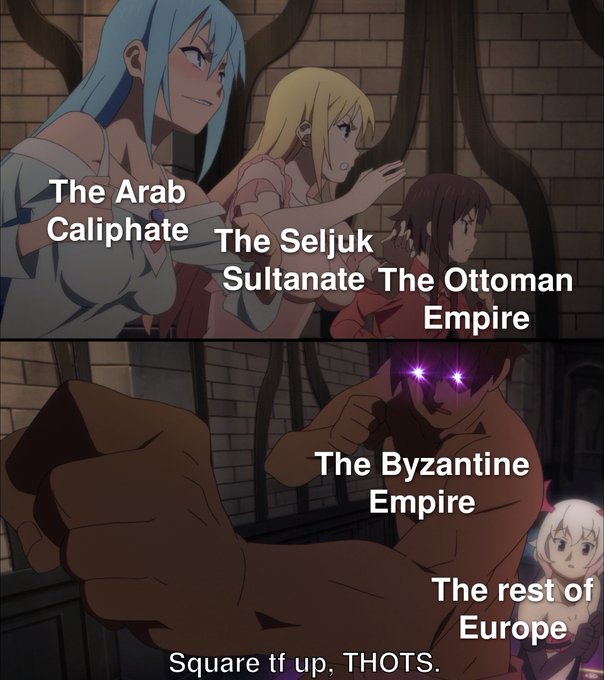 The Arab
Caliphate
The Seljuk
Sultanate
The Ottoman
Empire
The Byzantine
Empire
The rest of
Europe
Square tf up, THOTS.